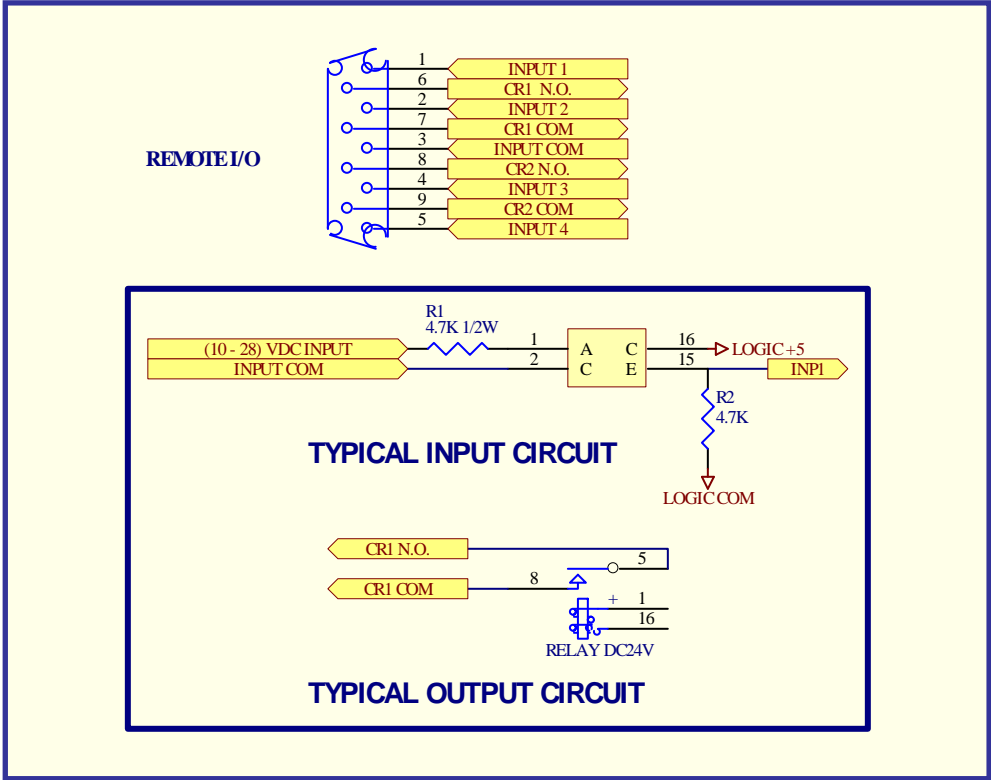 1 INPUT 1
6 CR1 N.O.
2 INPUT 2
7 CR1 COM
REMOTE I/O
3 INPUT COM
8 CR2 N.O.
4 INPUT 3
9 CR2 COM
5 INPUT 4
R1
4.7K 1/2W
(10 - 28) VDC INPUT 1 A C 16 LOGIC +5
INPUT COM 2 C E 15 INP1
R2
4.7K
TYPICAL INPUT CIRCUIT
LOGIC COM
CR1 N.O. 5
CR1 COM 8
+ 1
16
RELAY DC24V
TYPICAL OUTPUT CIRCUIT